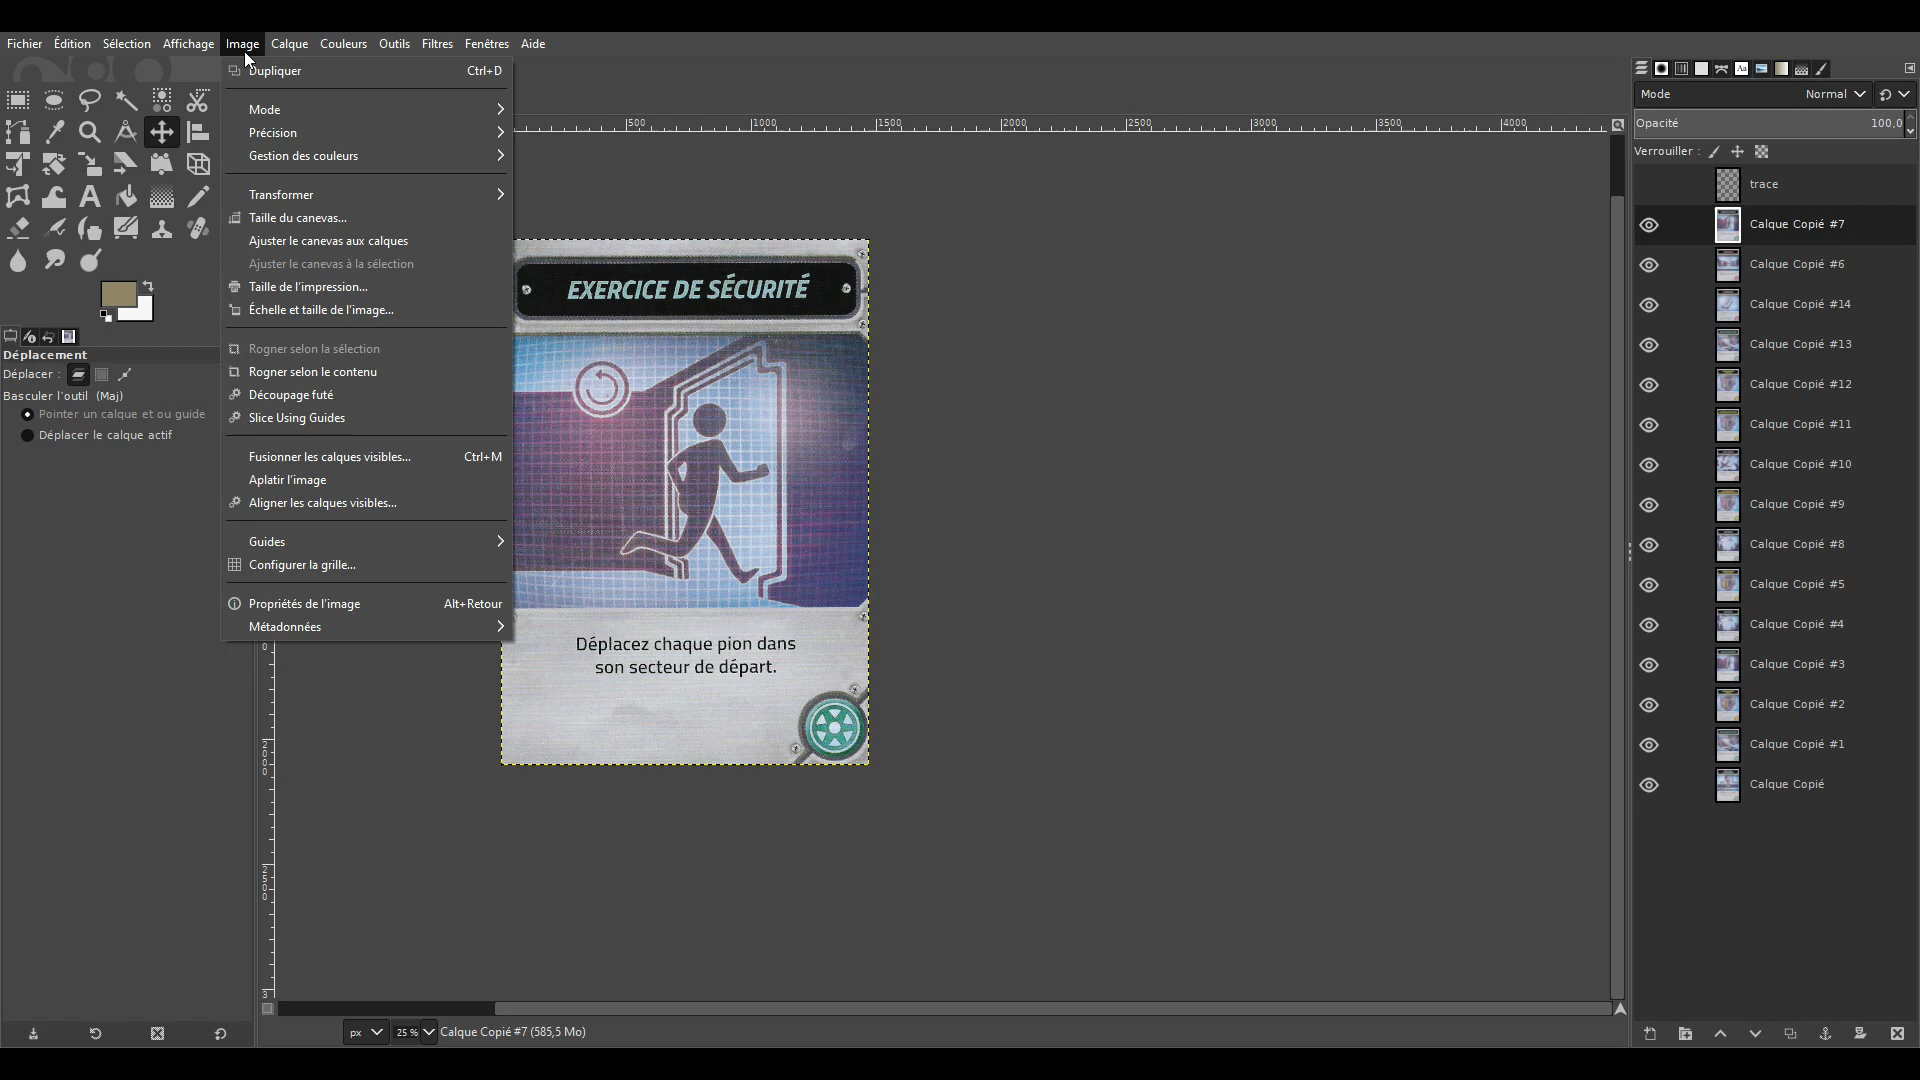 Fichier Édition Sélection Affichage Image Calque Couleurs Outils Filtres Fenêtres Aide
Dupliquer Ctrl+D
Mode
Précision
Gestion des couleurs
Transformer
Taille du canevas...
Ajuster le canevas aux calques
Ajuster le canevas à la sélection
Taille de l'impression...
Échelle et taille de l'image...
Rogner selon la sélection
Rogner selon le contenu
Découpage futé
Slice Using Guides
Fusionner les calques visibles... Ctrl+M
Aplatir l'image
Aligner les calques visibles...
Guides
Configurer la grille...
Propriétés de l'image Alt+Retour
Métadonnées
Déplacement
Déplacer :
Basculer l'outil (Maj)
Pointer un calque et ou guide
Déplacer le calque actif
500 1000 1500 2000 2500 3000 3500 4000
0
2000
2500
3
EXERCICE DE SÉCURITÉ
Déplacez chaque pion dans
son secteur de départ.
px 25 % Calque Copié #7 (585,5 Mo)
Aa
Mode Normal
Opacité 100,0
Verrouiller :
trace
Calque Copié #7
Calque Copié #6
Calque Copié #14
Calque Copié #13
Calque Copié #12
Calque Copié #11
Calque Copié #10
Calque Copié #9
Calque Copié #8
Calque Copié #5
Calque Copié #4
Calque Copié #3
Calque Copié #2
Calque Copié #1
Calque Copié